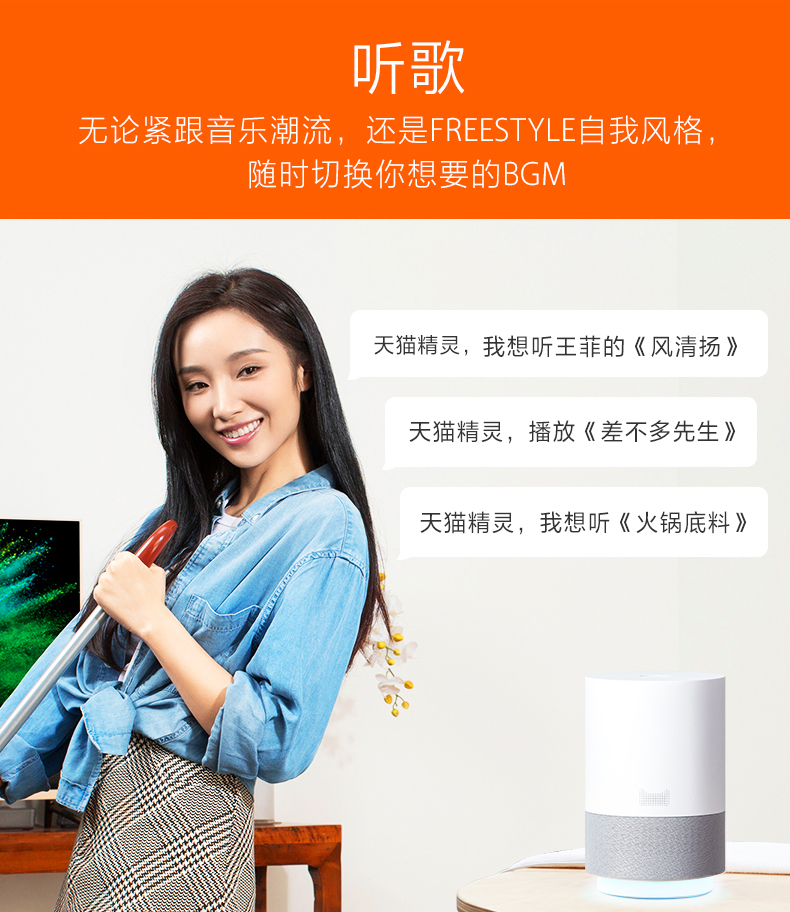 听歌
无论紧跟音乐潮流，还是FREESTYLE自我风格，
随时切换你想要的BGM
天猫精灵，我想听王菲的《风清扬》
天猫精灵，播放《差不多先生》
天猫精灵，我想听《火锅底料》